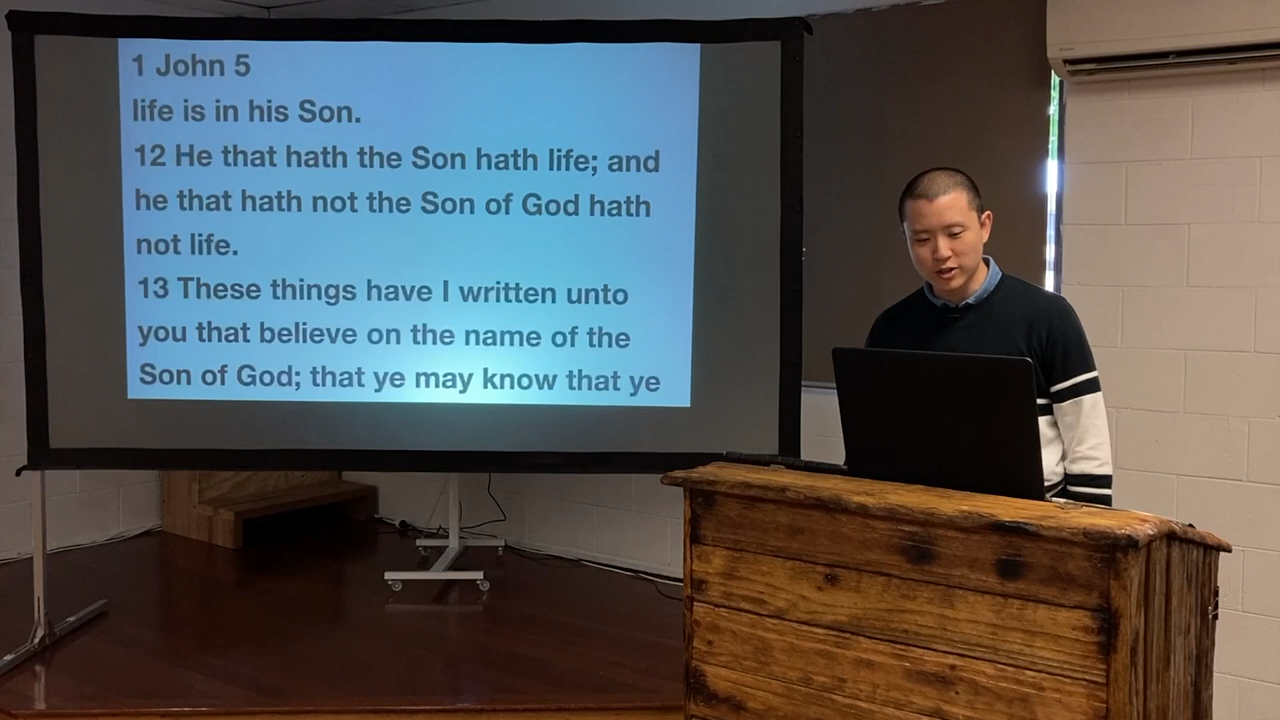 1 John 5
life is in his Son.
12 He that hath the Son hath life; and
he that hath not the Son of God hath
not life.
13 These things have I written unto
you that believe on the name of the
Son of God; that ye may know that ye